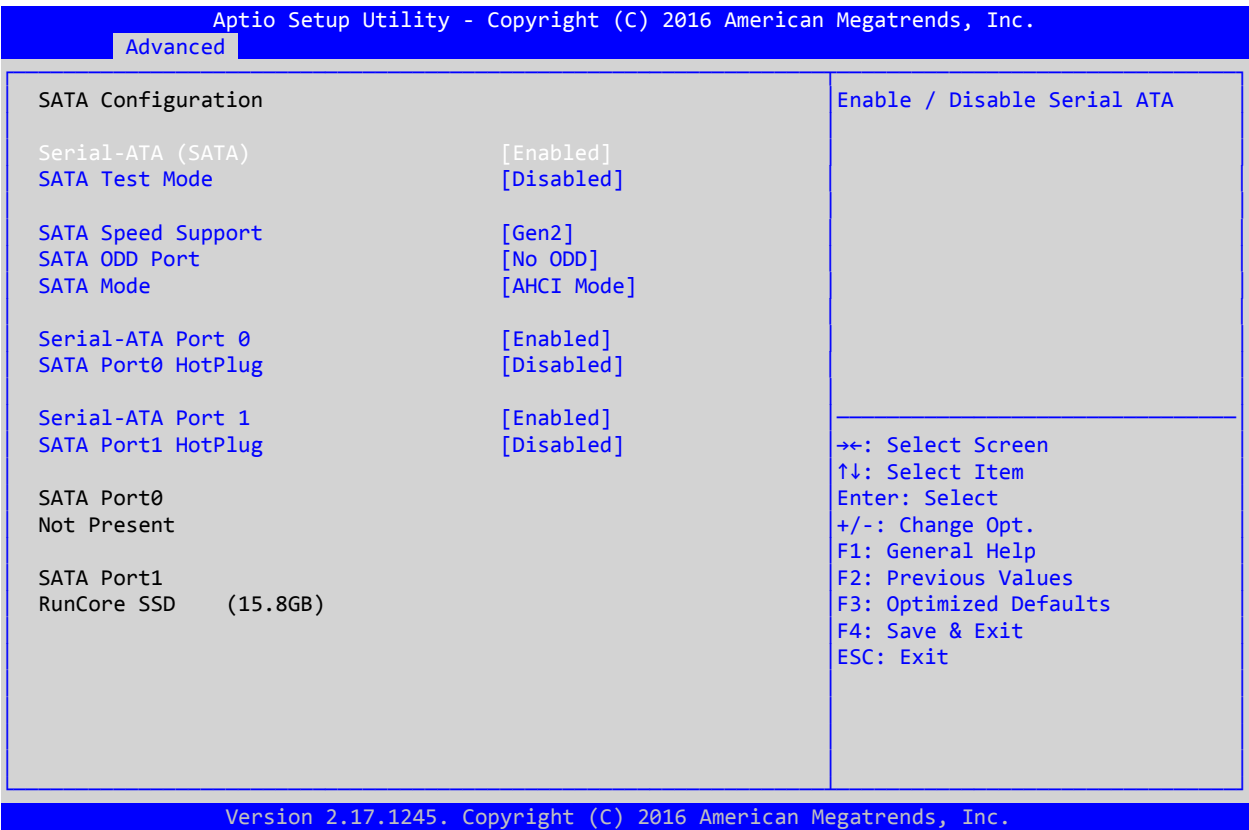 Aptio Setup Utility - Copyright (C) 2016 American Megatrends, Inc.
Advanced
SATA Configuration
Serial-ATA (SATA) [Enabled]
SATA Test Mode [Disabled]
SATA Speed Support [Gen2]
SATA ODD Port [No ODD]
SATA Mode [AHCI Mode]
Serial-ATA Port 0 [Enabled]
SATA Port0 HotPlug [Disabled]
Serial-ATA Port 1 [Enabled]
SATA Port1 HotPlug [Disabled]
SATA Port0
Not Present
SATA Port1
RunCore SSD (15.8GB)
Enable / Disable Serial ATA
→←: Select Screen
↑↓: Select Item
Enter: Select
+/-: Change Opt.
F1: General Help
F2: Previous Values
F3: Optimized Defaults
F4: Save & Exit
ESC: Exit
Version 2.17.1245. Copyright (C) 2016 American Megatrends, Inc.